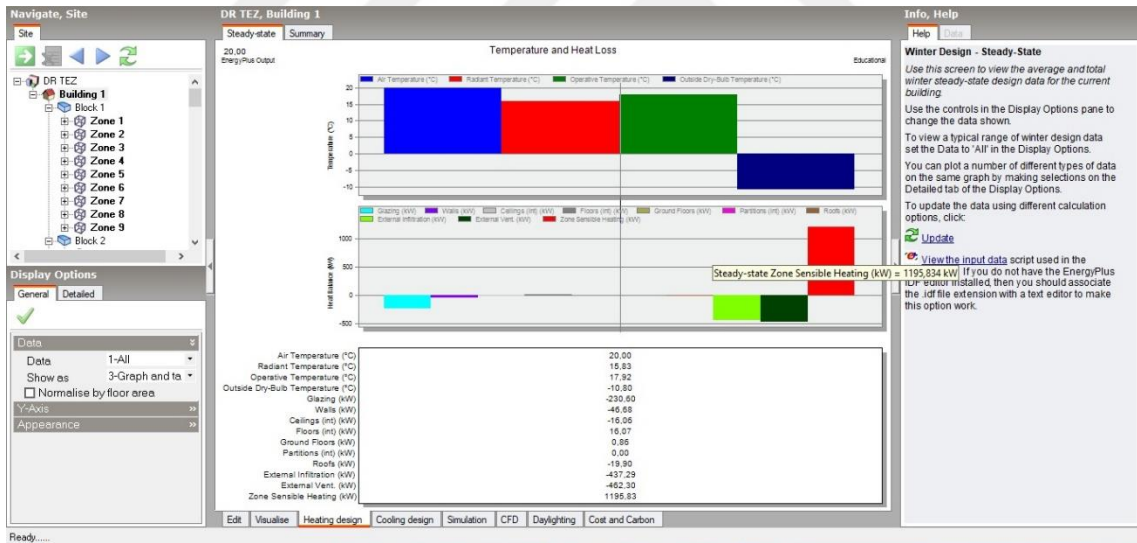 Navigate, Site
Site
DR TEZ
Building 1
Block 1
Zone 1
Zone 2
Zone 3
Zone 4
Zone 5
Zone 6
Zone 7
Zone 8
Zone 9
Block 2
Display Options
General Detailed
Data
Data 1-All
Show as 3-Graph and ta
Normalise by floor area
Y-Axis
Appearance
DR TEZ, Building 1
Steady-state Summary
20,00
EnergyPlus Output
Temperature and Heat Loss
Educational
Air Temperature (°C) Radiant Temperature (°C) Operative Temperature (°C) Outside Dry-Bulb Temperature (°C)
Temperature (°C)
20
15
10
5
0
-5
-10
Glazing (kW) Walls (kW) Ceilings (int) (kW) Floors (int) (kW) Ground Floors (kW) Partitions (int) (kW) Roofs (kW)
External Infiltration (kW) External Vent. (kW) Zone Sensible Heating (kW)
Heat Balance (kW)
1000
500
0
-500
Steady-state Zone Sensible Heating (kW) = 1195,834 kW
Air Temperature (°C) 20,00
Radiant Temperature (°C) 15,83
Operative Temperature (°C) 17,92
Outside Dry-Bulb Temperature (°C) -10,80
Glazing (kW) -230,60
Walls (kW) -46,68
Ceilings (int) (kW) -16,06
Floors (int) (kW) 16,07
Ground Floors (kW) 0,86
Partitions (int) (kW) 0,00
Roofs (kW) -19,90
External Infiltration (kW) -437,29
External Vent. (kW) -462,30
Zone Sensible Heating (kW) 1195,83
Edit Visualise Heating design Cooling design Simulation CFD Daylighting Cost and Carbon
Info, Help
Help Data
Winter Design - Steady-State
Use this screen to view the average and total
winter steady-state design data for the current
building.
Use the controls in the Display Options pane to
change the data shown.
To view a typical range of winter design data
set the Data to 'All' in the Display Options.
You can plot a number of different types of data
on the same graph by making selections on the
Detailed tab of the Display Options.
To update the data using different calculation
options, click:
Update
View the input data script used in the
If you do not have the EnergyPlus
IDF editor installed, then you should associate
the .idf file extension with a text editor to make
this option work.
Ready.....